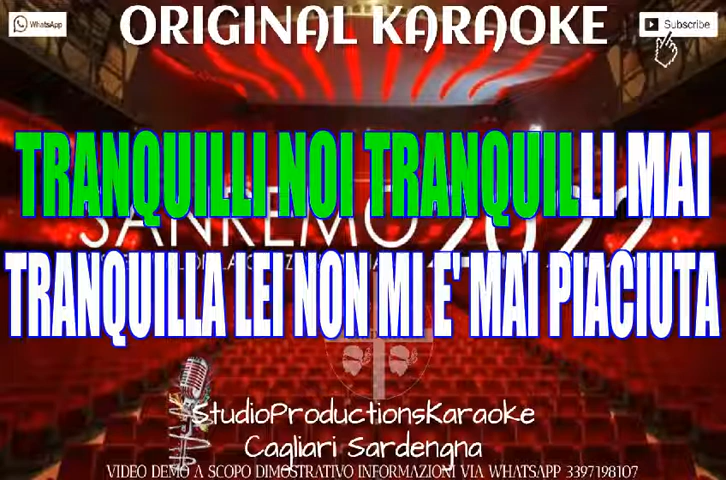 ORIGINAL KARAOKE
WhatsApp
Subscribe
TRANQUILLI NOI TRANQUILLI MAI
SANREMO 2022
TRANQUILLA LEI NON MI E' MAI PIACIUTA
StudioProductionsKaraoke
Cagliari Sardengna
VIDEO DEMO A SCOPO DIMOSTRATIVO INFORMAZIONI VIA WHATSAPP 3397198107